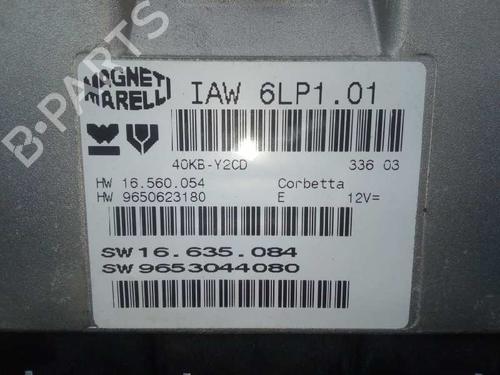 MAGNETI
MARELLI
IAW 6LP1.01
40KB-Y2CD 336 03
HW 16.560.054 Corbetta
HW 9650623180 E 12V=
SW 16.635.084
SW 9653044080
B-PARTS